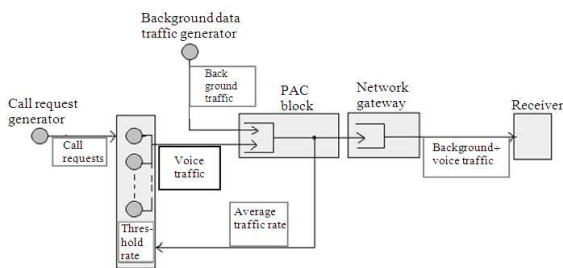 Background data
traffic generator
Back
ground
traffic
PAC
block
Network
gateway
Receiver
Call request
generator
Call
requests
Voice
traffic
Background+
voice traffic
Average
traffic rate
Thres-
hold
rate